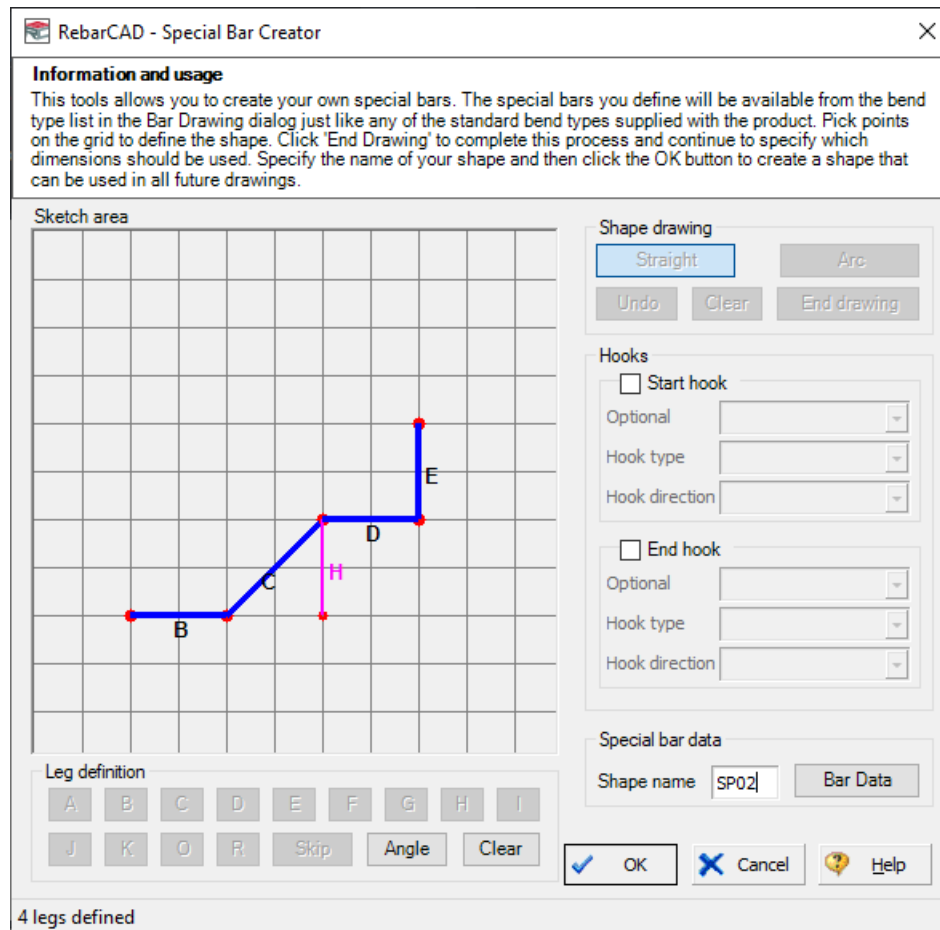 RebarCAD - Special Bar Creator
Information and usage
This tools allows you to create your own special bars. The special bars you define will be available from the bend
type list in the Bar Drawing dialog just like any of the standard bend types supplied with the product. Pick points
on the grid to define the shape. Click 'End Drawing' to complete this process and continue to specify which
dimensions should be used. Specify the name of your shape and then click the OK button to create a shape that
can be used in all future drawings.
Sketch area
E
D
H
C
B
Shape drawing
Straight Arc
Undo Clear End drawing
Hooks
Start hook
Optional
Hook type
Hook direction
End hook
Optional
Hook type
Hook direction
Special bar data
Shape name SP02 Bar Data
Leg definition
A B C D E F G H I
J K O R Skip Angle Clear
OK Cancel Help
4 legs defined